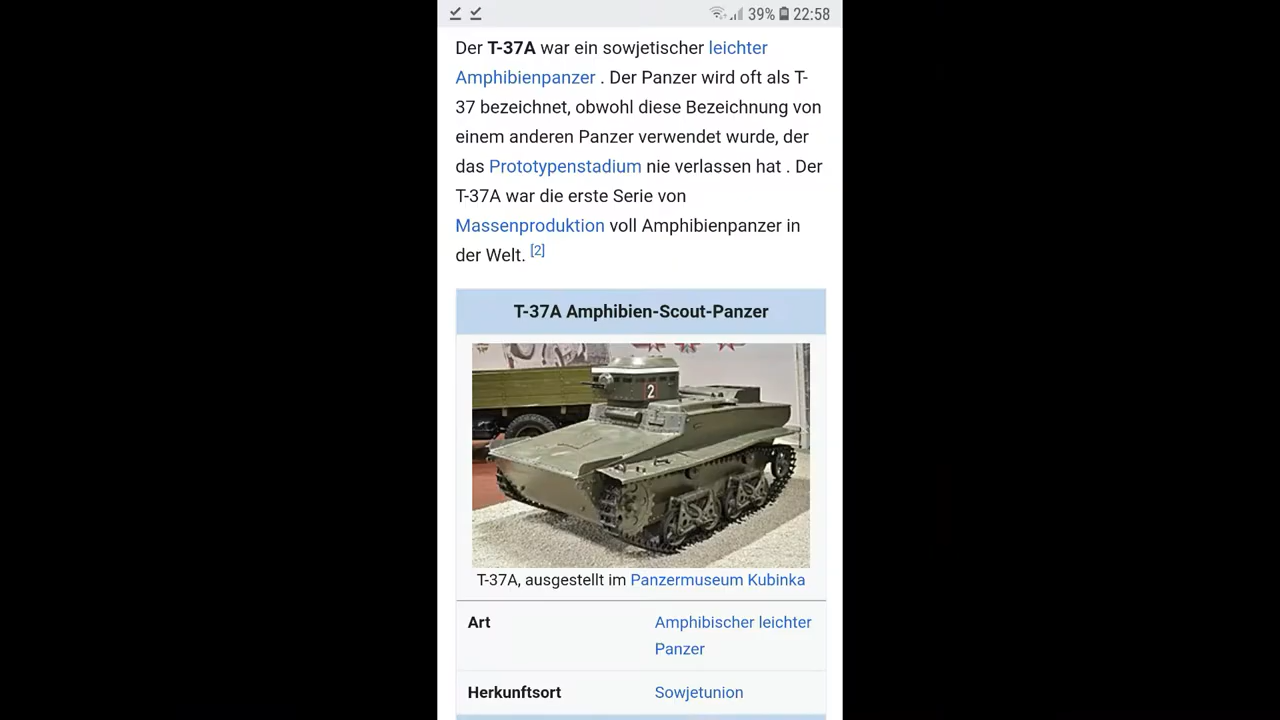 39% 22:58
Der T-37A war ein sowjetischer leichter
Amphibienpanzer . Der Panzer wird oft als T-
37 bezeichnet, obwohl diese Bezeichnung von
einem anderen Panzer verwendet wurde, der
das Prototypenstadium nie verlassen hat . Der
T-37A war die erste Serie von
Massenproduktion voll Amphibienpanzer in
der Welt. [2]
T-37A Amphibien-Scout-Panzer
2
T-37A, ausgestellt im Panzermuseum Kubinka
Art Amphibischer leichter
Panzer
Herkunftsort Sowjetunion